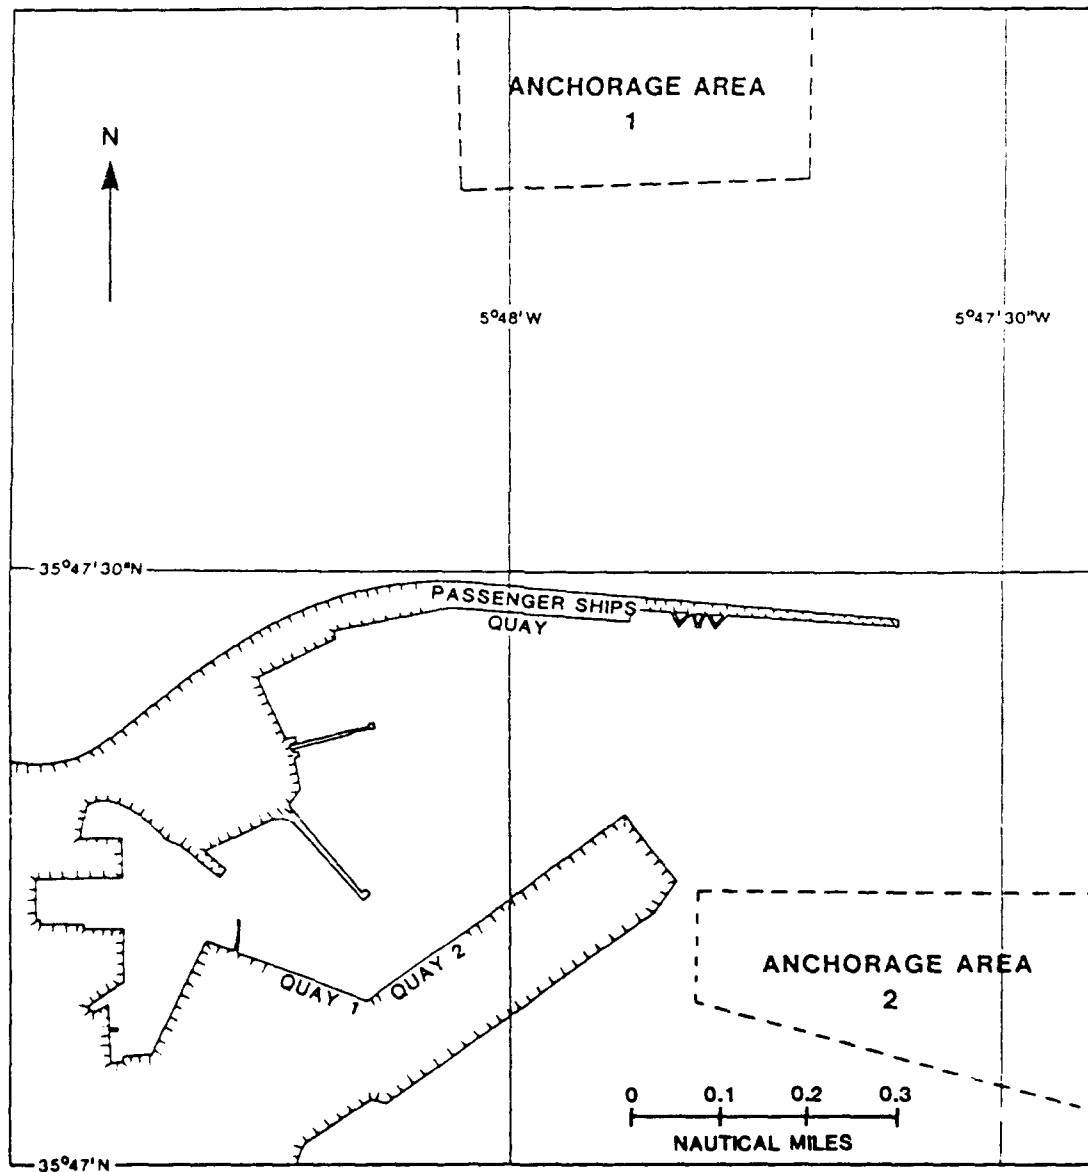 ANCHORAGE AREA
1
N
5°48'W
5°47'30"W
35°47'30"N
PASSENGER SHIPS
QUAY
QUAY 1
QUAY 2
ANCHORAGE AREA
2
0 0.1 0.2 0.3
NAUTICAL MILES
35°47'N